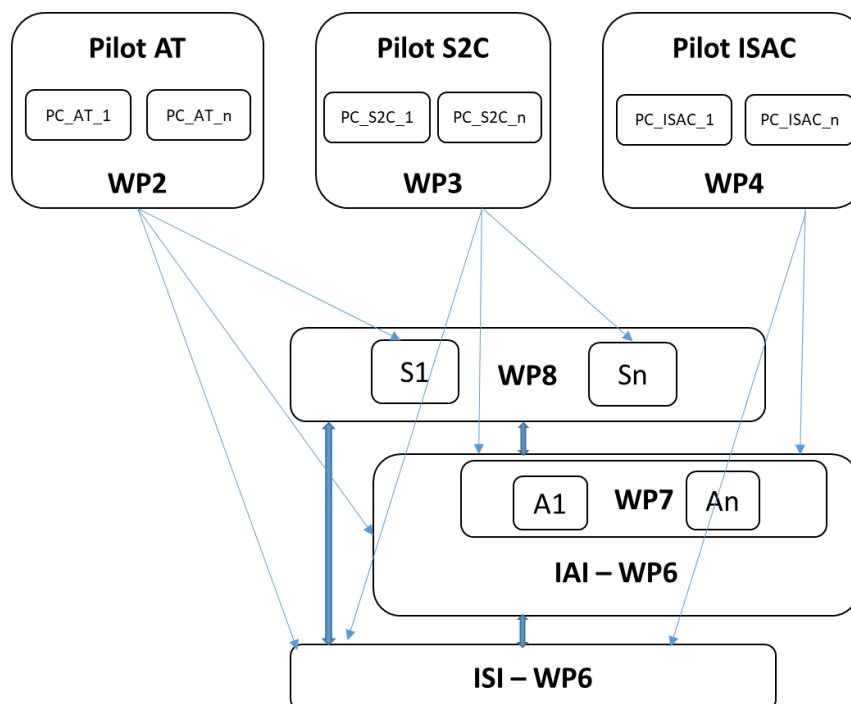 Pilot AT
PC_AT_1
PC_AT_n
WP2
Pilot S2C
PC_S2C_1
PC_S2C_n
WP3
Pilot ISAC
PC_ISAC_1
PC_ISAC_n
WP4
S1
WP8
Sn
A1
WP7
An
IAI – WP6
ISI – WP6